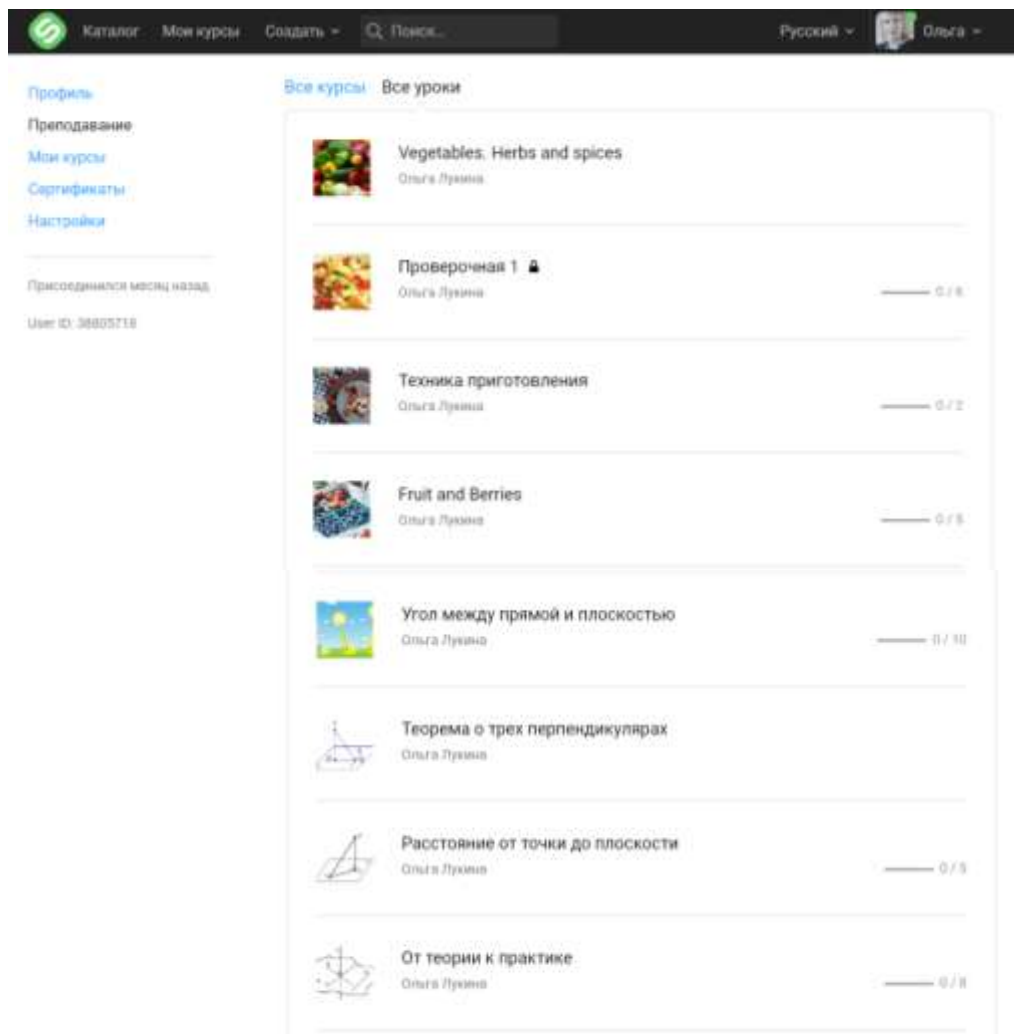 Каталог Мои курсы Создать Поиск... Русский Ольга
Профиль
Преподавание
Мои курсы
Сертификаты
Настройки
Присоединился месяц назад
User ID: 38805718
Все курсы Все уроки
Vegetables. Herbs and spices
Ольга Лукина
Проверочная 1
Ольга Лукина
0 / 6
Техника приготовления
Ольга Лукина
0 / 2
Fruit and Berries
Ольга Лукина
0 / 5
Угол между прямой и плоскостью
Ольга Лукина
0 / 10
Теорема о трех перпендикулярах
Ольга Лукина
Расстояние от точки до плоскости
Ольга Лукина
0 / 5
От теории к практике
Ольга Лукина
0 / 8